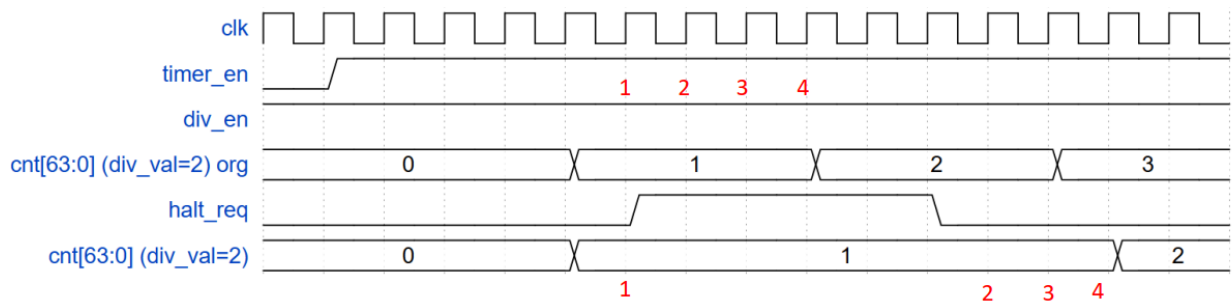 clk
timer_en
1 2 3 4
div_en
cnt[63:0] (div_val=2) org 0 1 2 3
halt_req
cnt[63:0] (div_val=2) 0 1 2
1 2 3 4